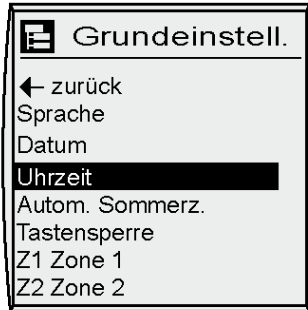 Grundeinstell.
zurück
Sprache
Datum
Uhrzeit
Autom. Sommerz.
Tastensperre
Z1 Zone 1
Z2 Zone 2